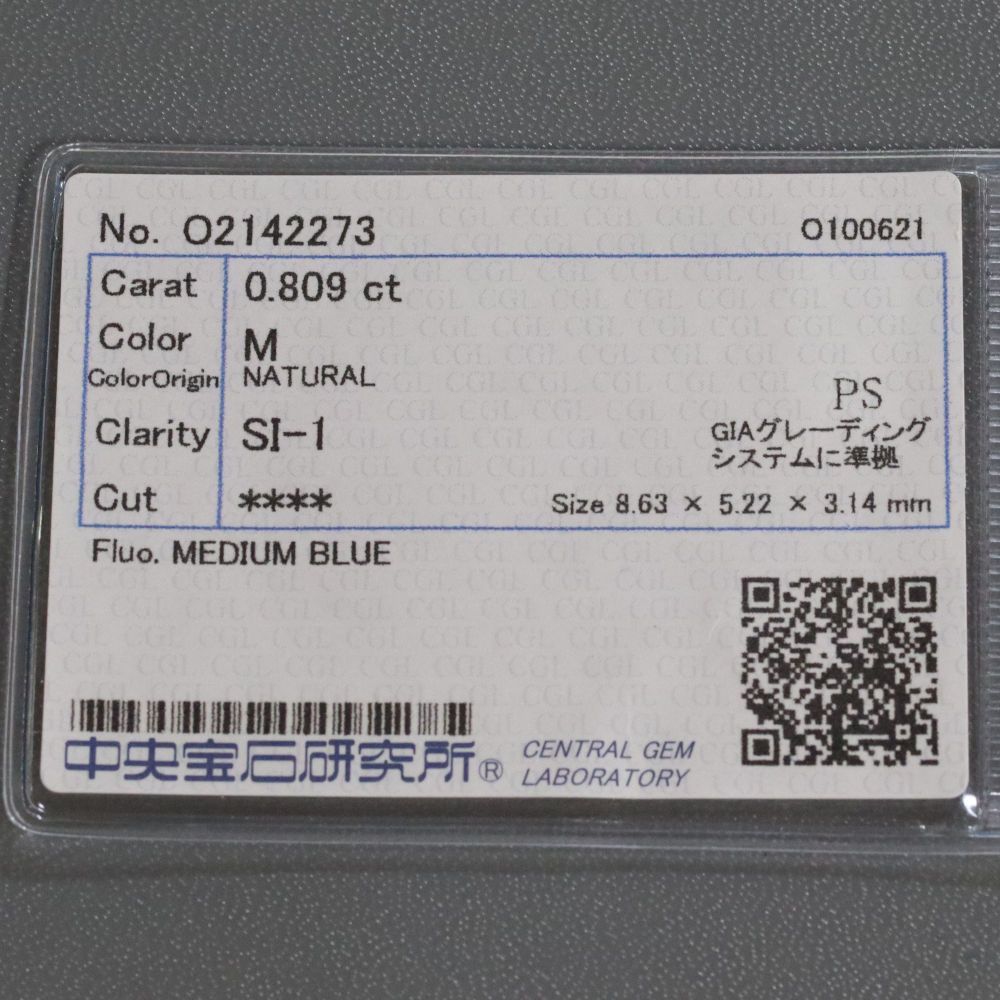 No. O2142273
O100621
Carat 0.809 ct
Color M
ColorOrigin NATURAL
PS
Clarity SI-1
GIAグレーディング
システムに準拠
Cut ****
Size 8.63 × 5.22 × 3.14 mm
Fluo. MEDIUM BLUE
中央宝石研究所®
CENTRAL GEM
LABORATORY